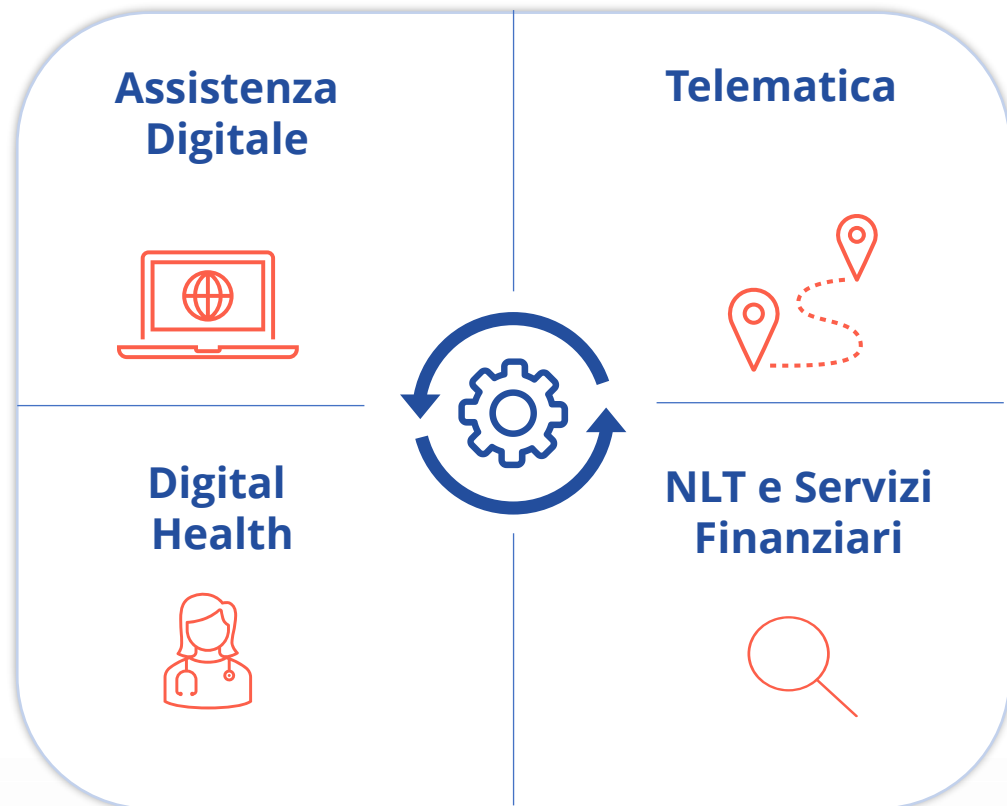 Assistenza
Digitale
Telematica
Digital
Health
NLT e Servizi
Finanziari